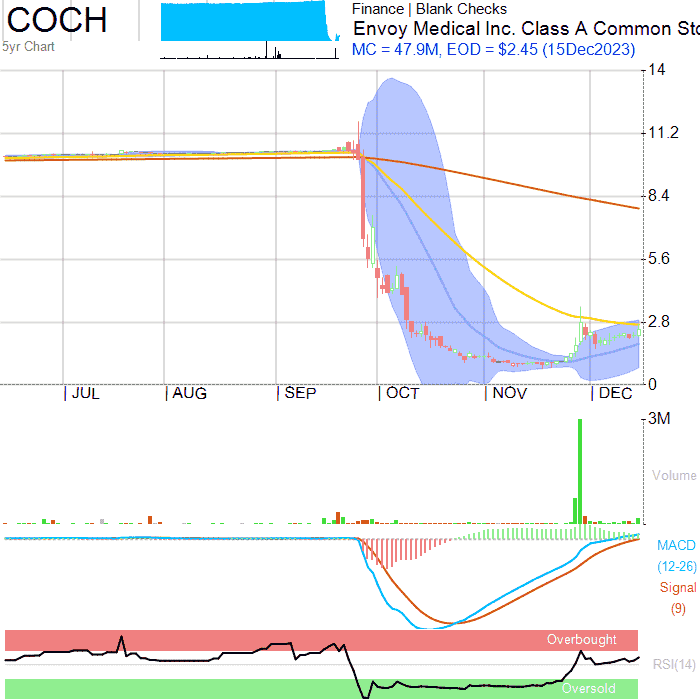 COCH
5yr Chart
Finance | Blank Checks
Envoy Medical Inc. Class A Common Sto
MC = 47.9M, EOD = $2.45 (15Dec2023)
14
11.2
8.4
5.6
2.8
0
JUL AUG SEP OCT NOV DEC
3M
Volume
MACD
(12-26)
Signal
(9)
Overbought
RSI(14)
Oversold